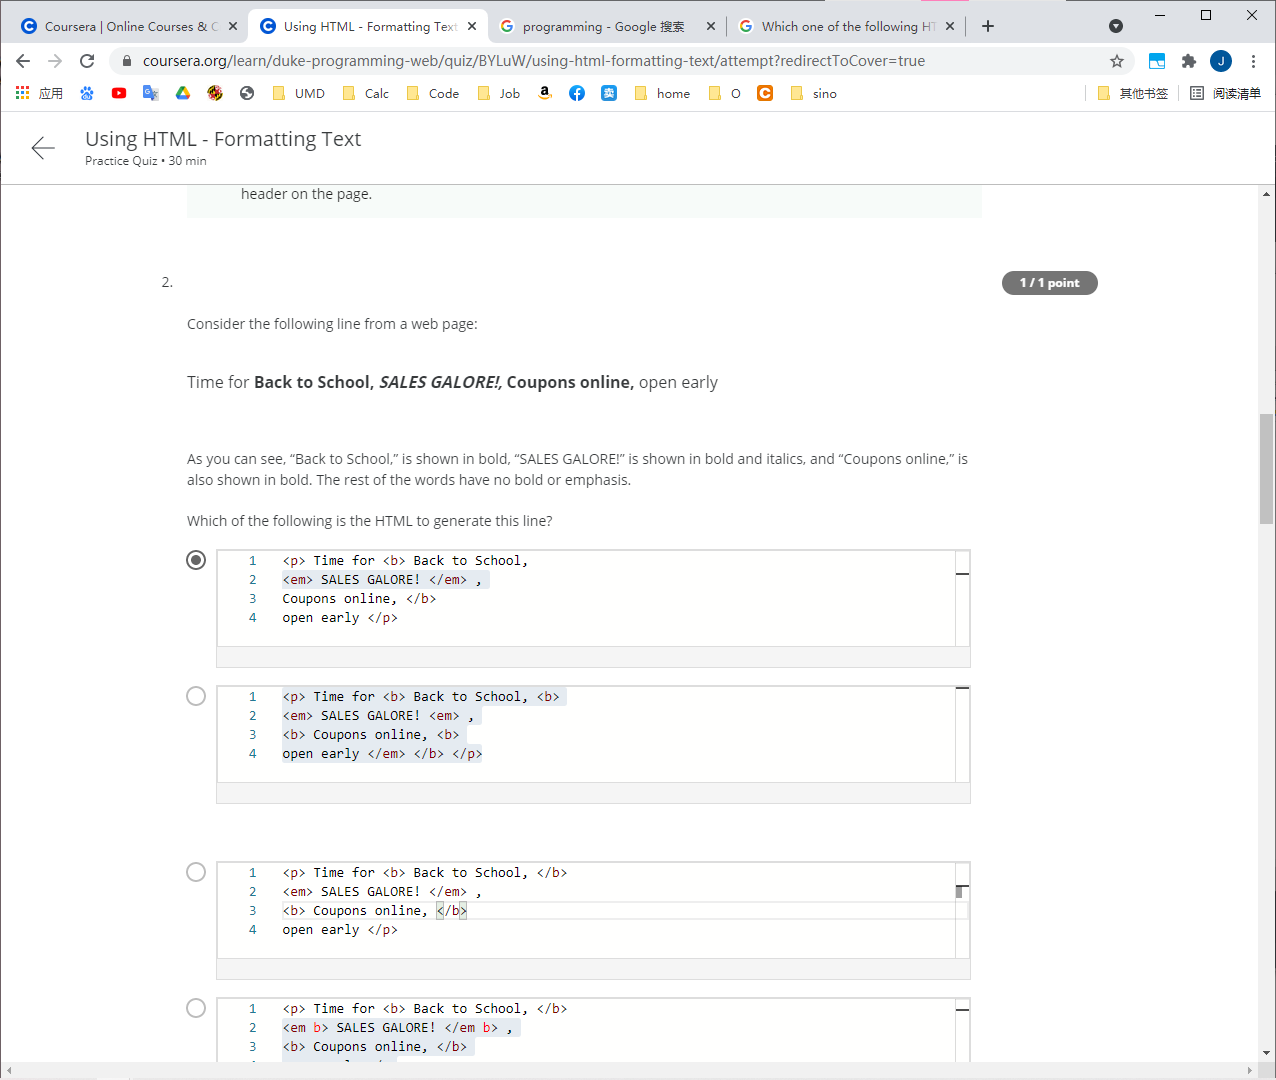 Coursera | Online Courses & C
Using HTML - Formatting Text
programming - Google 搜索
Which one of the following HT
coursera.org/learn/duke-programming-web/quiz/BYLuW/using-html-formatting-text/attempt?redirectToCover=true
J
应用
UMD
Calc
Code
Job
home
O
sino
其他书签
阅读清单
Using HTML - Formatting Text
Practice Quiz • 30 min
header on the page.
2.
1 / 1 point
Consider the following line from a web page:
Time for Back to School, SALES GALORE!, Coupons online, open early
As you can see, “Back to School,” is shown in bold, “SALES GALORE!” is shown in bold and italics, and “Coupons online,” is
also shown in bold. The rest of the words have no bold or emphasis.
Which of the following is the HTML to generate this line?
1 <p> Time for <b> Back to School,
2 <em> SALES GALORE! </em> ,
3 Coupons online, </b>
4 open early </p>
1 <p> Time for <b> Back to School, <b>
2 <em> SALES GALORE! <em> ,
3 <b> Coupons online, <b>
4 open early </em> </b> </p>
1 <p> Time for <b> Back to School, </b>
2 <em> SALES GALORE! </em> ,
3 <b> Coupons online, </b>
4 open early </p>
1 <p> Time for <b> Back to School, </b>
2 <em b> SALES GALORE! </em b> ,
3 <b> Coupons online, </b>